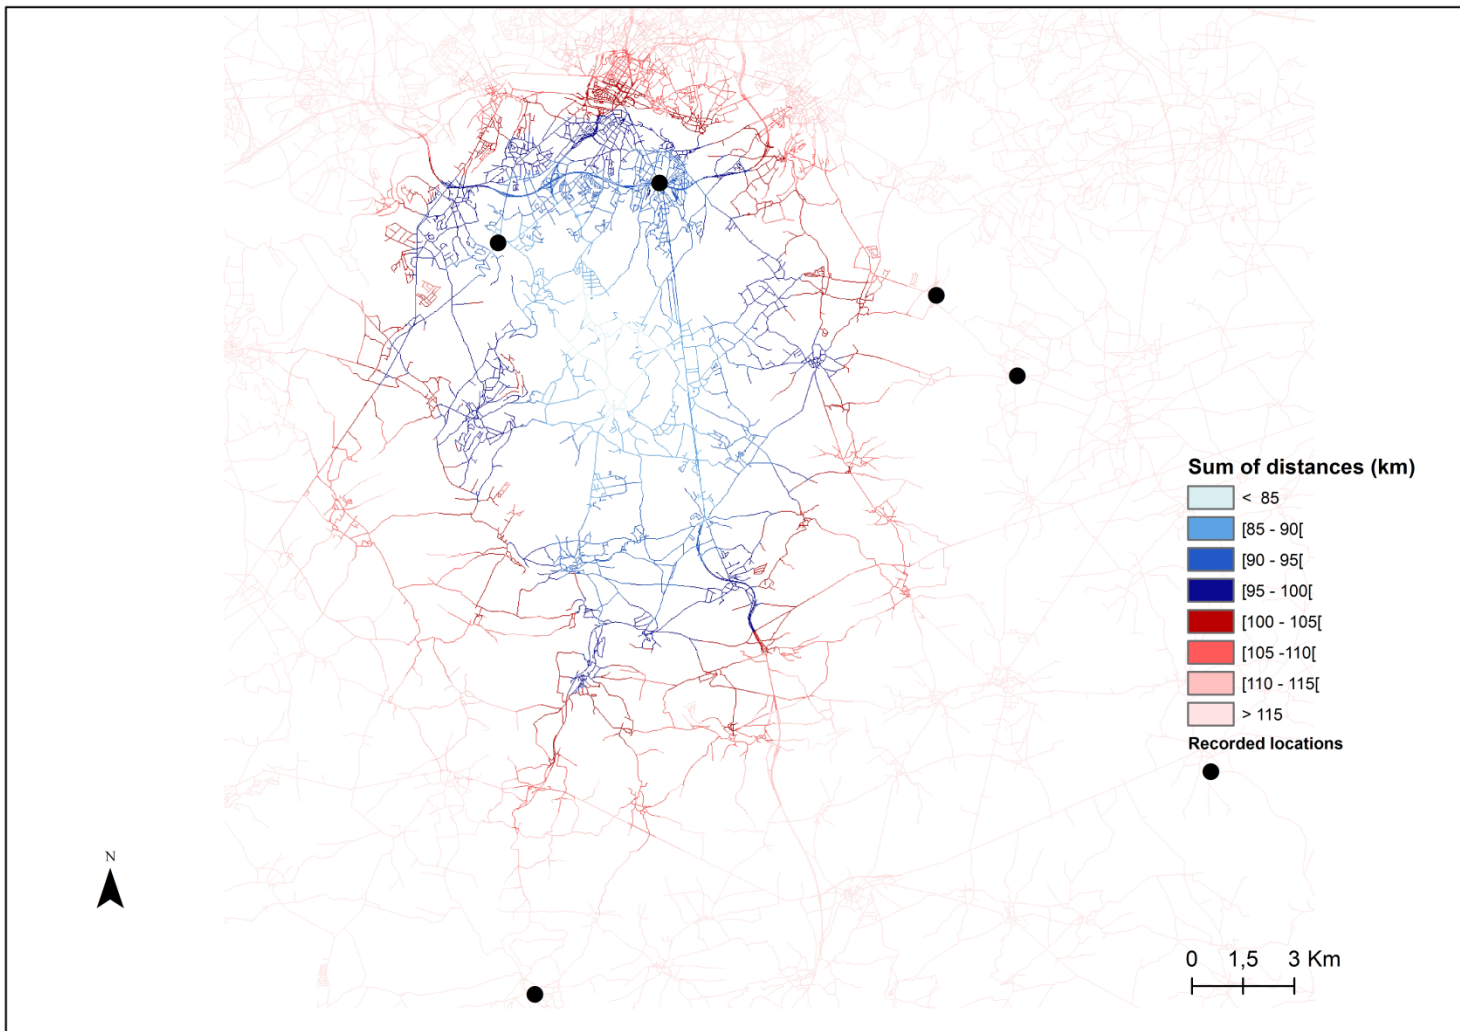 Sum of distances (km)
< 85
[85 - 90[
[90 - 95[
[95 - 100[
[100 - 105[
[105 -110[
[110 - 115[
> 115
Recorded locations
N
0 1,5 3 Km